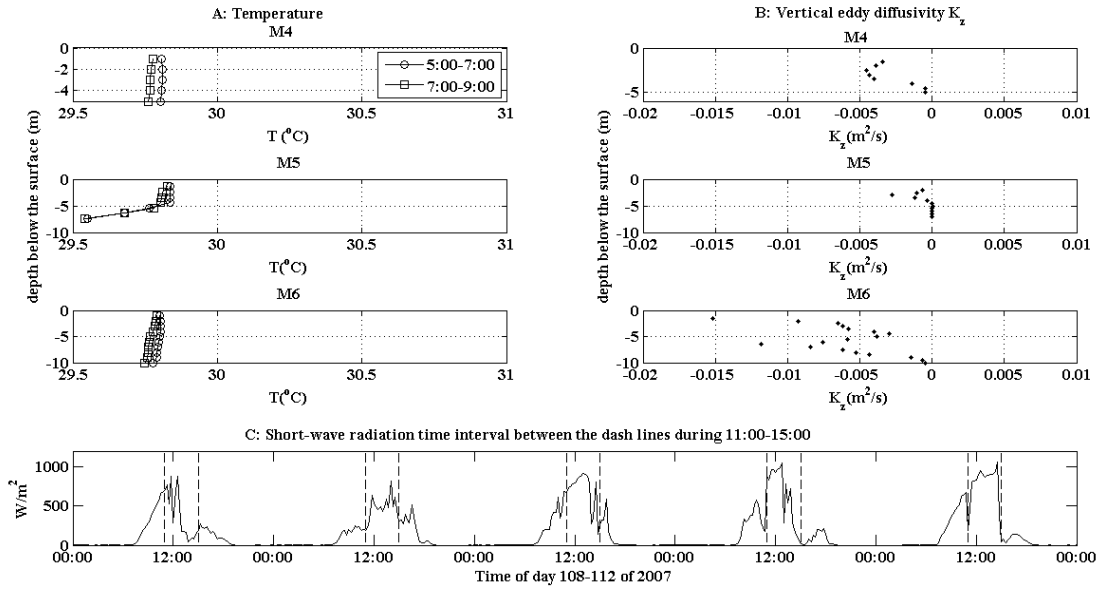 A: Temperature
M4
0
-2
-4
29.5 30 30.5 31
T (°C)
5:00-7:00
7:00-9:00
M5
0
-5
-10
29.5 30 30.5 31
T(°C)
M6
0
-5
-10
29.5 30 30.5 31
T(°C)
depth below the surface (m)
B: Vertical eddy diffusivity K_z
M4
0
-5
-0.02 -0.015 -0.01 -0.005 0 0.005 0.01
K_z(m²/s)
M5
0
-5
-10
-0.02 -0.015 -0.01 -0.005 0 0.005 0.01
K_z(m²/s)
M6
0
-5
-10
-0.02 -0.015 -0.01 -0.005 0 0.005 0.01
K_z(m²/s)
depth below the surface (m)
C: Short-wave radiation time interval between the dash lines during 11:00-15:00
W/m²
1000
500
0
00:00 12:00 00:00 12:00 00:00 12:00 00:00 12:00 00:00 12:00 00:00
Time of day 108-112 of 2007